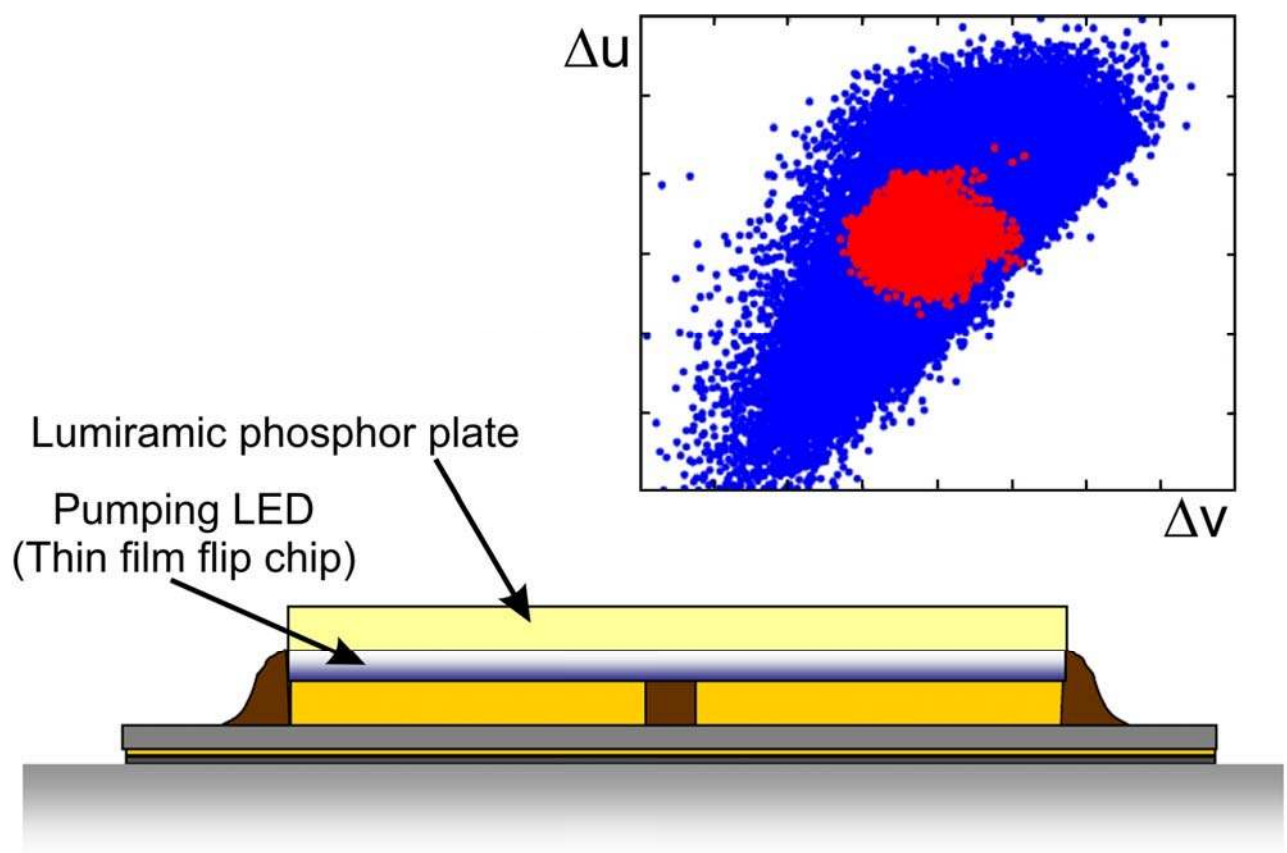 Δu
Δv
Lumiramic phosphor plate
Pumping LED
(Thin film flip chip)